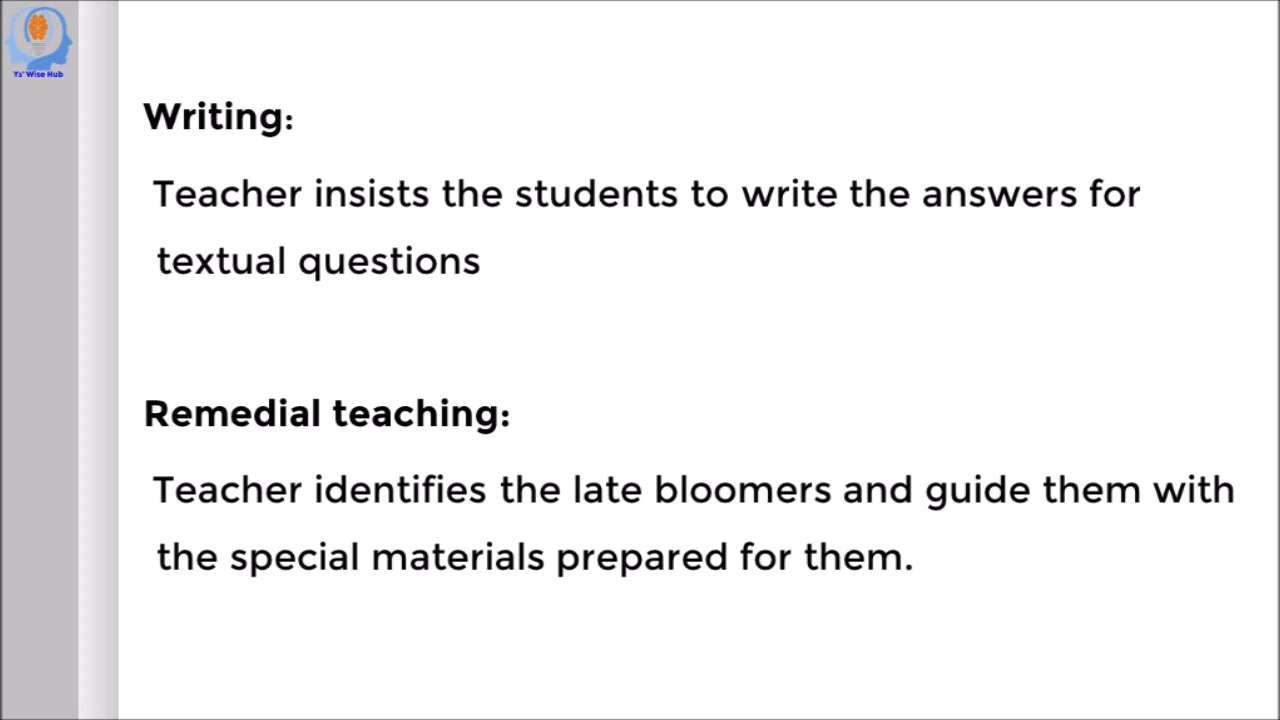 Ys' Wise Hub
Writing:
Teacher insists the students to write the answers for
textual questions
Remedial teaching:
Teacher identifies the late bloomers and guide them with
the special materials prepared for them.